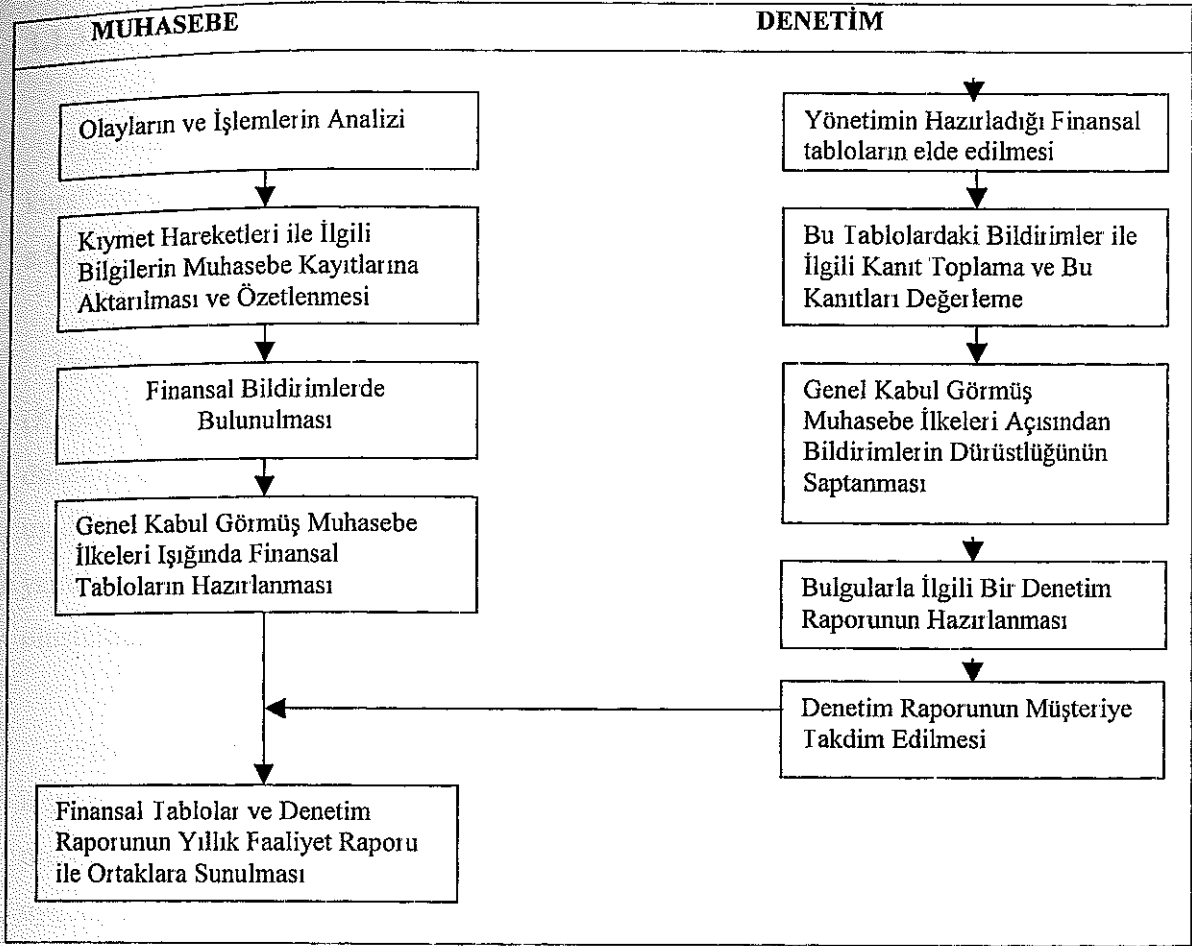 MUHASEBE
DENETİM
Olayların ve İşlemlerin Analizi
Kıymet Hareketleri ile İlgili
Bilgilerin Muhasebe Kayıtlarına
Aktarılması ve Özetlenmesi
Finansal Bildirimlerde
Bulunulması
Genel Kabul Görmüş Muhasebe
İlkeleri Işığında Finansal
Tabloların Hazırlanması
Finansal Tablolar ve Denetim
Raporunun Yıllık Faaliyet Raporu
ile Ortaklara Sunulması
Yönetimin Hazırladığı Finansal
tabloların elde edilmesi
Bu Tablolardaki Bildirimler ile
İlgili Kanıt Toplama ve Bu
Kanıtları Değerleme
Genel Kabul Görmüş
Muhasebe İlkeleri Açısından
Bildirimlerin Dürüstlüğünün
Saptanması
Bulgularla İlgili Bir Denetim
Raporunun Hazırlanması
Denetim Raporunun Müşteriye
Takdim Edilmesi